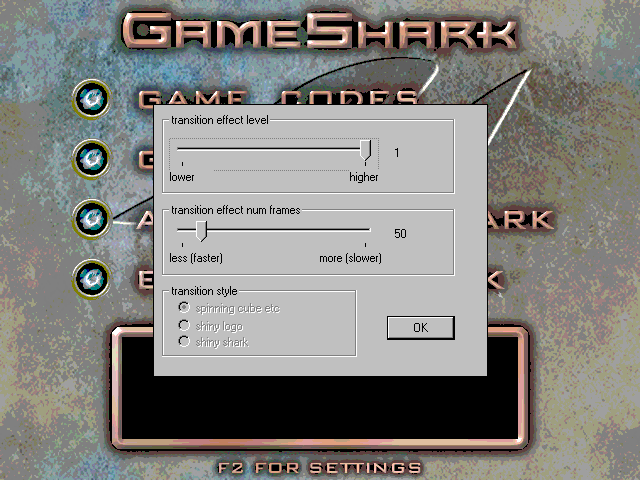 GAMESHARK
GAME CODES
transition effect level
1
lower higher
transition effect num frames
50
ARK
less (faster) more (slower)
transition style
spinning cube etc
shiny logo
shiny shark
OK
F2 FOR SETTINGS